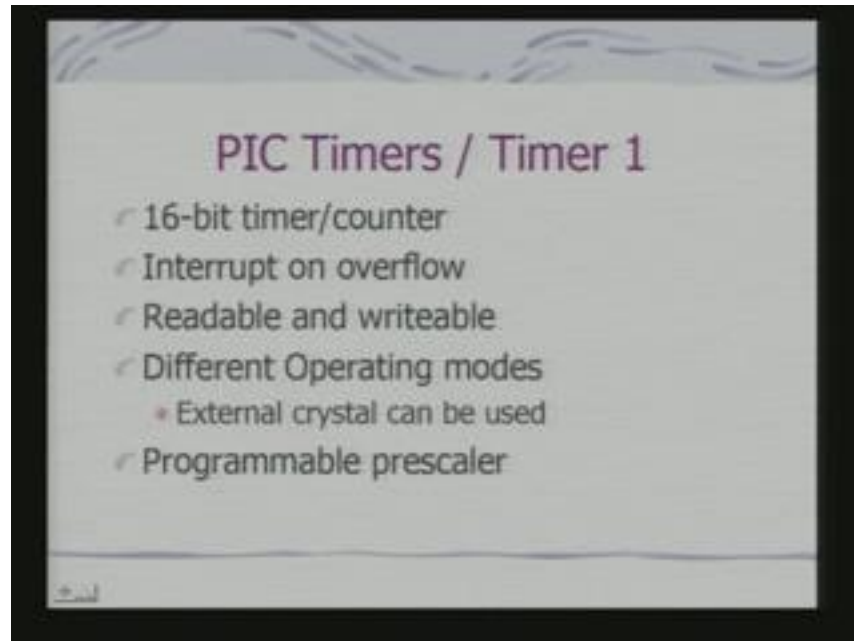 PIC Timers / Timer 1
16-bit timer/counter
Interrupt on overflow
Readable and writeable
Different Operating modes
External crystal can be used
Programmable prescaler